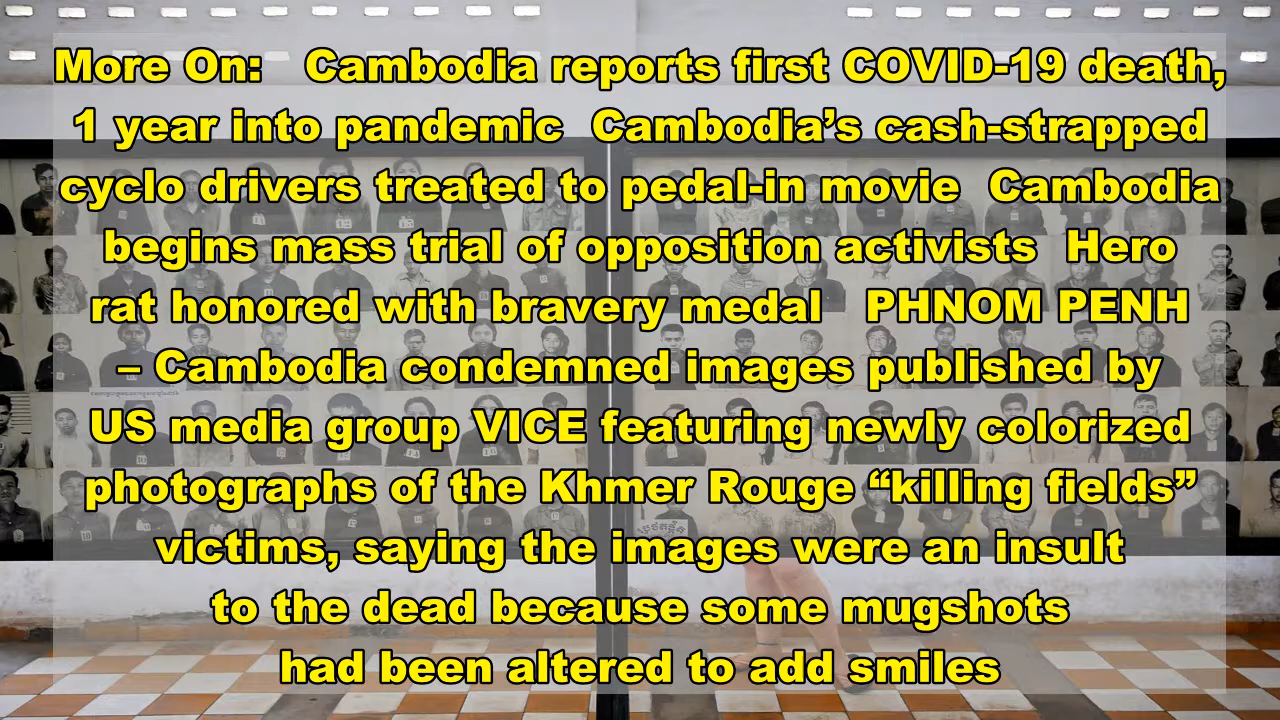 More On: Cambodia reports first COVID-19 death,
1 year into pandemic Cambodia’s cash-strapped
cyclo drivers treated to pedal-in movie Cambodia
begins mass trial of opposition activists Hero
rat honored with bravery medal PHNOM PENH
– Cambodia condemned images published by
US media group VICE featuring newly colorized
photographs of the Khmer Rouge “killing fields”
victims, saying the images were an insult
to the dead because some mugshots
had been altered to add smiles